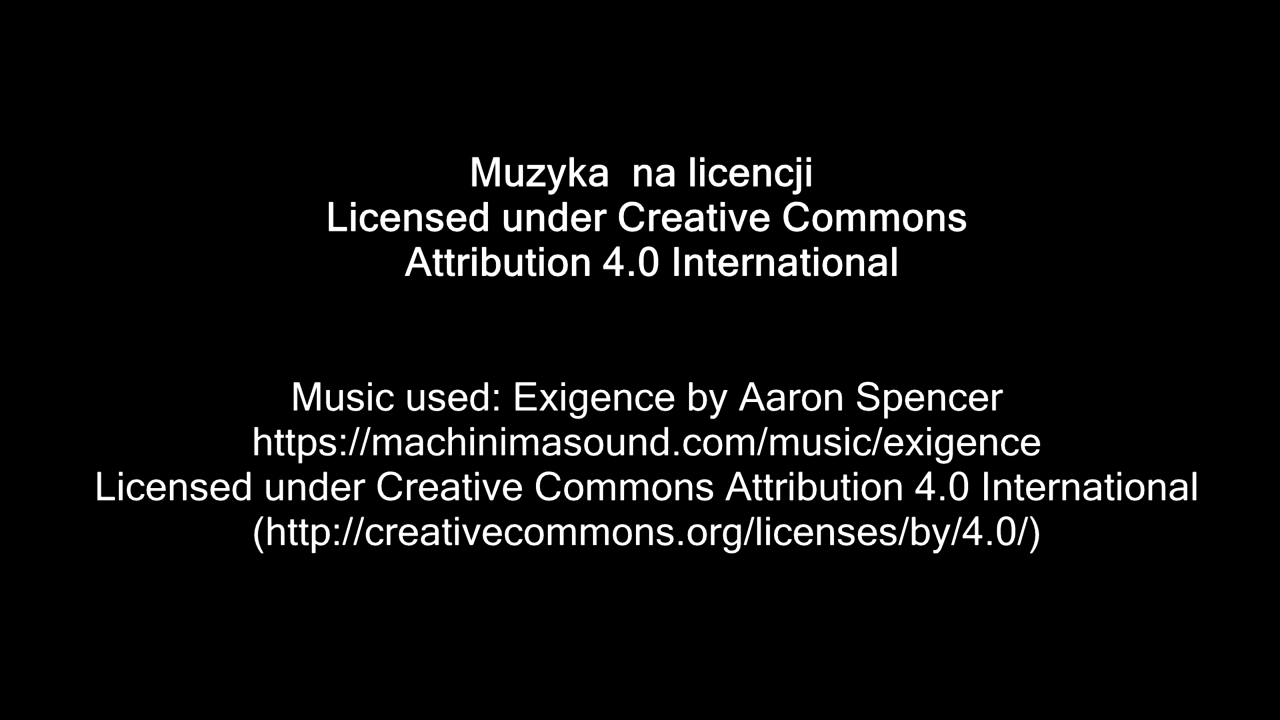 Muzyka  na licencji
Licensed under Creative Commons
Attribution 4.0 International
Music used: Exigence by Aaron Spencer
https://machinimasound.com/music/exigence
Licensed under Creative Commons Attribution 4.0 International
(http://creativecommons.org/licenses/by/4.0/)